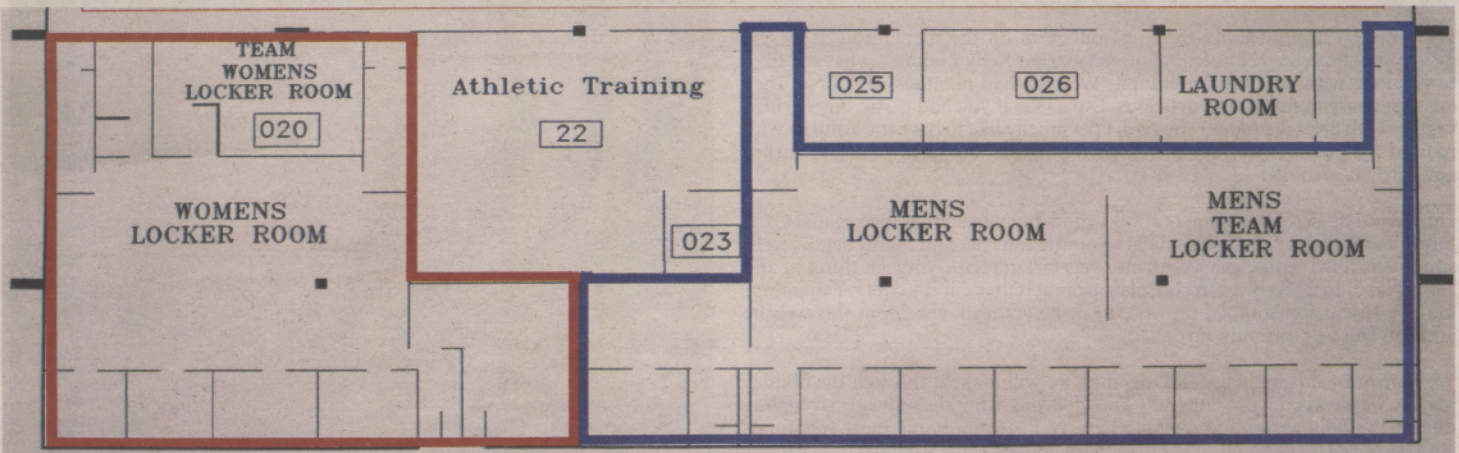 TEAM
WOMENS
LOCKER ROOM
020
Athletic Training
22
025
026
LAUNDRY
ROOM
WOMENS
LOCKER ROOM
023
MENS
LOCKER ROOM
MENS
TEAM
LOCKER ROOM